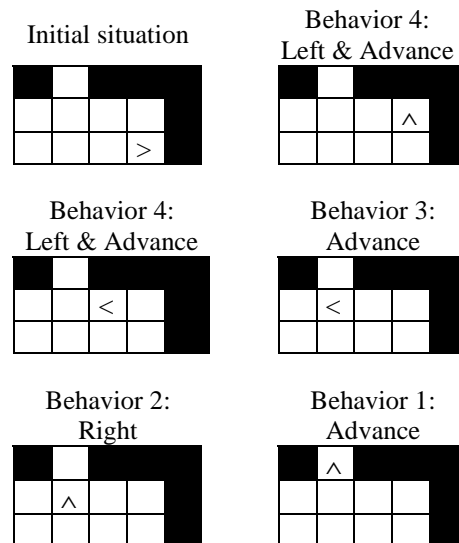 Initial situation
Behavior 4:
Left & Advance
>
^
Behavior 4:
Left & Advance
Behavior 3:
Advance
<
<
Behavior 2:
Right
Behavior 1:
Advance
^
^